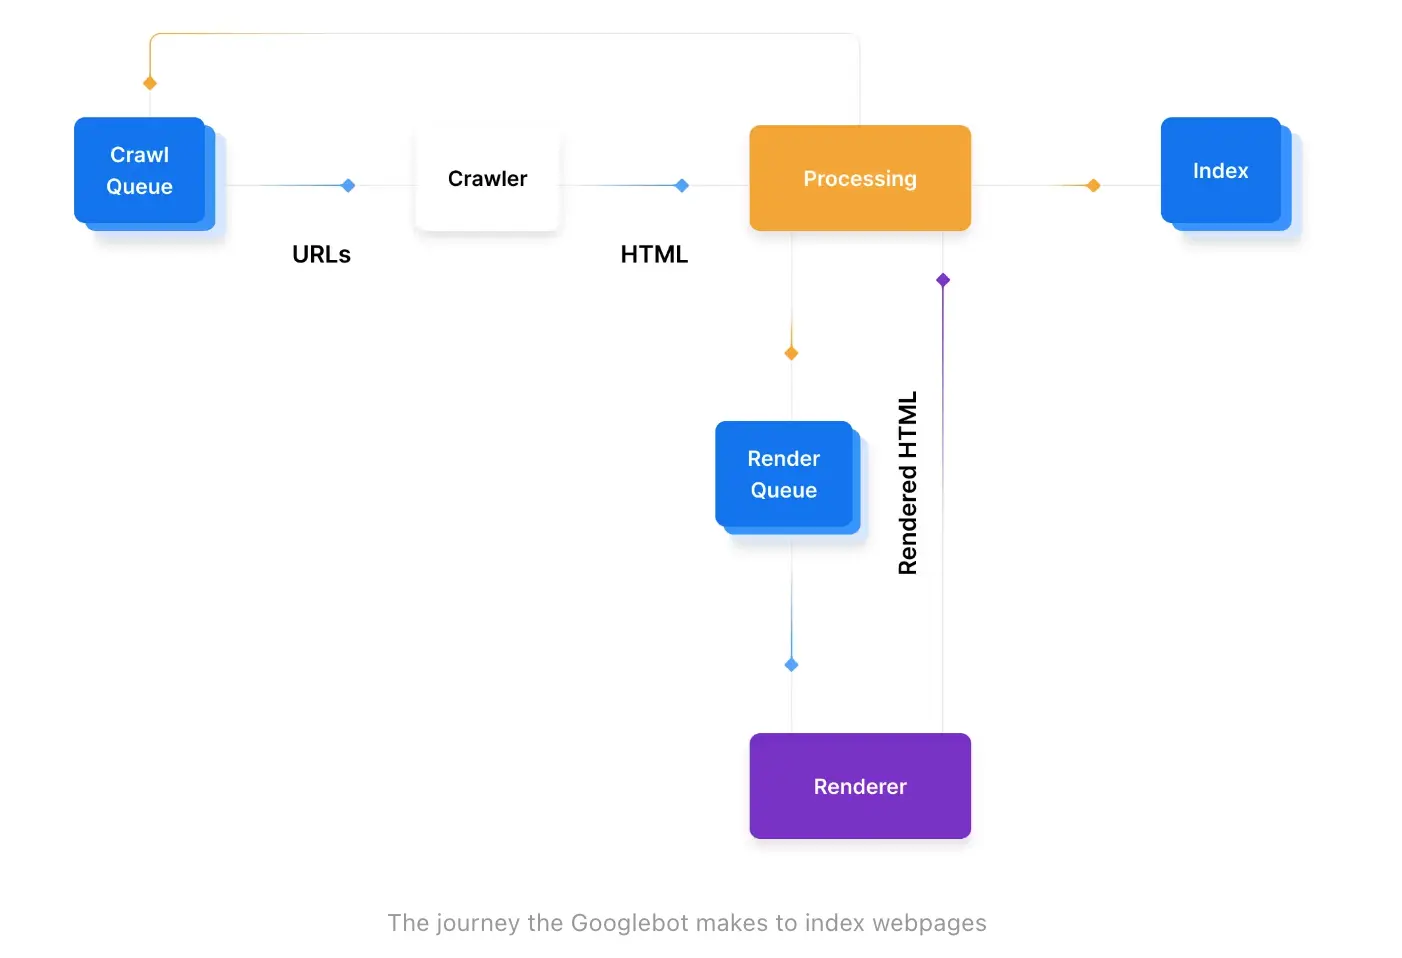 Crawl
Queue
URLs
Crawler
HTML
Processing
Index
Render
Queue
Rendered HTML
Renderer
The journey the Googlebot makes to index webpages